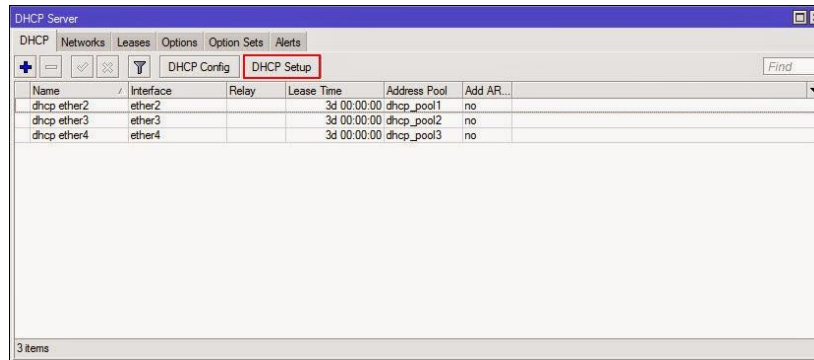 DHCP Server
DHCP Networks Leases Options Option Sets Alerts
DHCP Config DHCP Setup Find
Name Interface Relay Lease Time Address Pool Add AR...
dhcp ether2 ether2 3d 00:00:00 dhcp_pool1 no
dhcp ether3 ether3 3d 00:00:00 dhcp_pool2 no
dhcp ether4 ether4 3d 00:00:00 dhcp_pool3 no
3 items